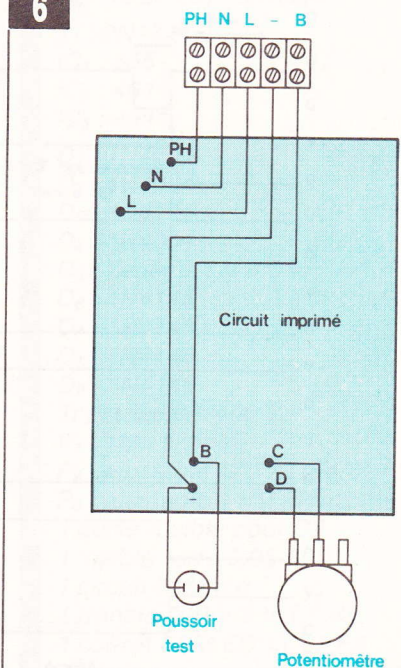 6
PH N L – B
PH
N
L
Circuit imprimé
B
C
D
–
Poussoir
test
Potentiomètre